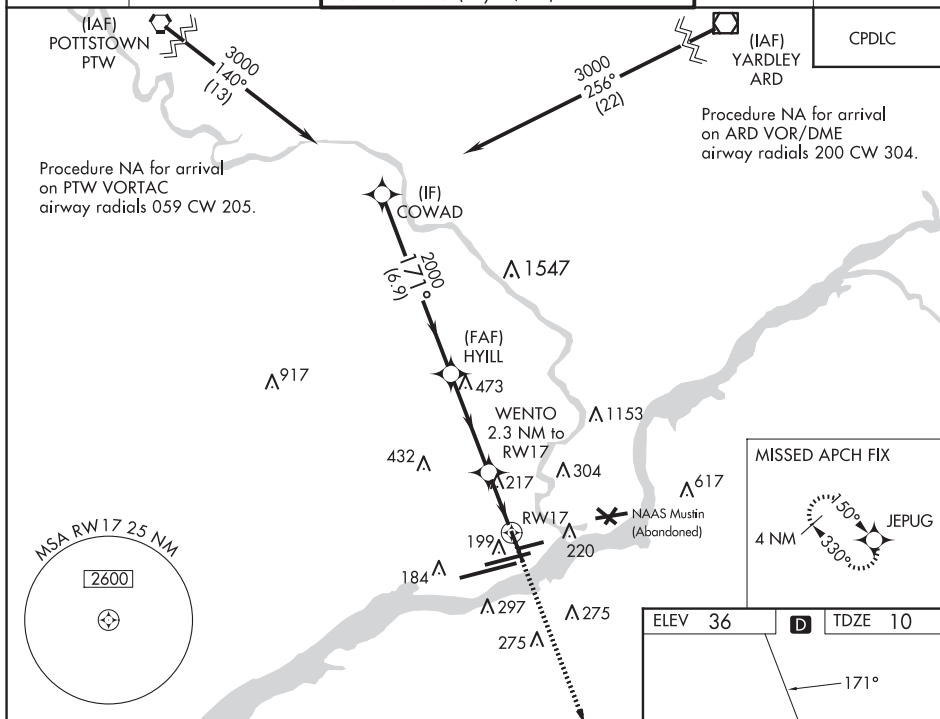 (IAF)
POTTSTOWN
PTW
3000
140°
(13)
3000
256°
(22)
(IAF)
YARDLEY
ARD
CPDLC
Procedure NA for arrival
on ARD VOR/DME
airway radials 200 CW 304.
Procedure NA for arrival
on PTW VORTAC
airway radials 059 CW 205.
(IF)
COWAD
2000
171°
(6.9)
1547
(FAF)
HYILL
917
473
WENTO
2.3 NM to
RW17
1153
432
217
304
617
MISSED APCH FIX
150°
JEPUG
4 NM
330°
RW17
NAAS Mustin
(Abandoned)
199
220
184
MSA RW17 25 NM
2600
297
275
275
ELEV 36
D
TDZE 10
171°